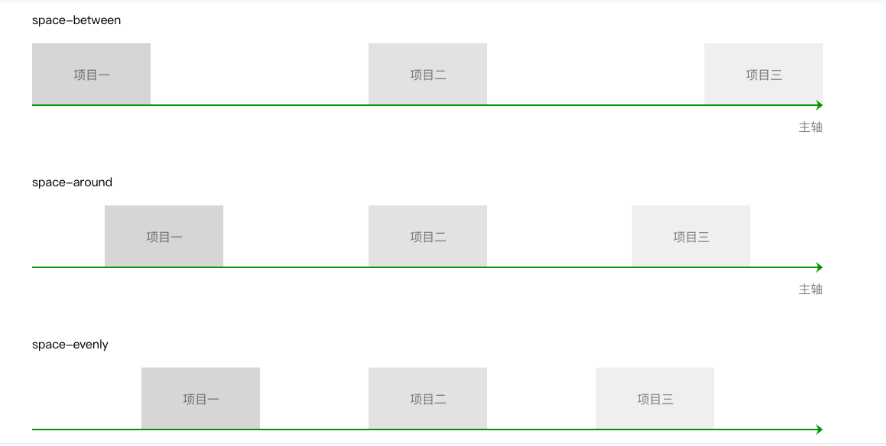 space-between
项目一 项目二 项目三
主轴
space-around
项目一 项目二 项目三
主轴
space-evenly
项目一 项目二 项目三